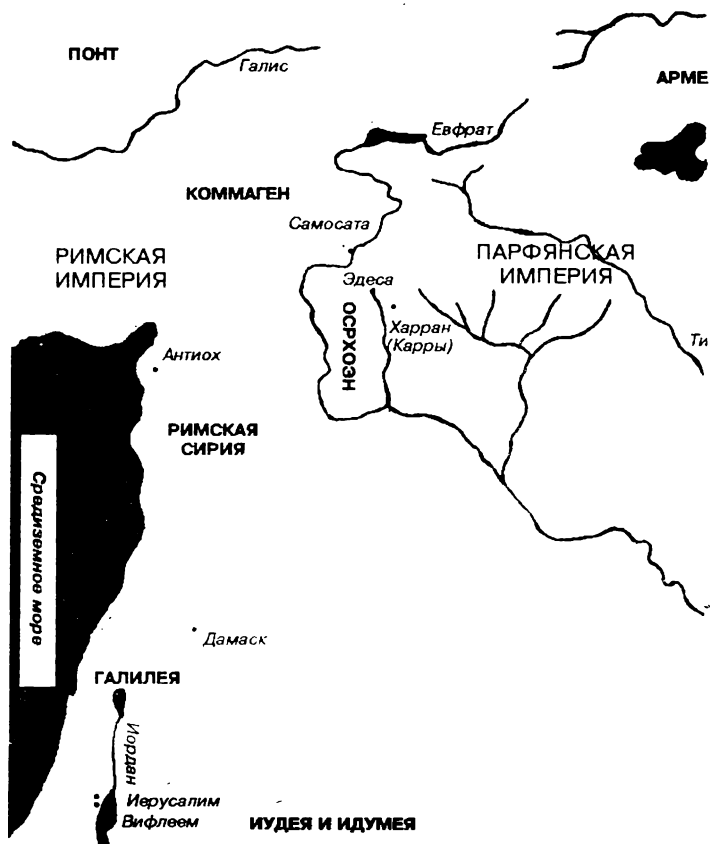 ПОНТ
Галис
АРМЕ
Евфрат
КОММАГЕН
Самосата
РИМСКАЯ
ИМПЕРИЯ
ПАРФЯНСКАЯ
ИМПЕРИЯ
Эдеса
ОСРХОЭН
Харран
(Карры)
Ти
Антиох
РИМСКАЯ
СИРИЯ
Средиземное море
Дамаск
ГАЛИЛЕЯ
Иордан
Иерусалим
Вифлеем
ИУДЕЯ И ИДУМЕЯ